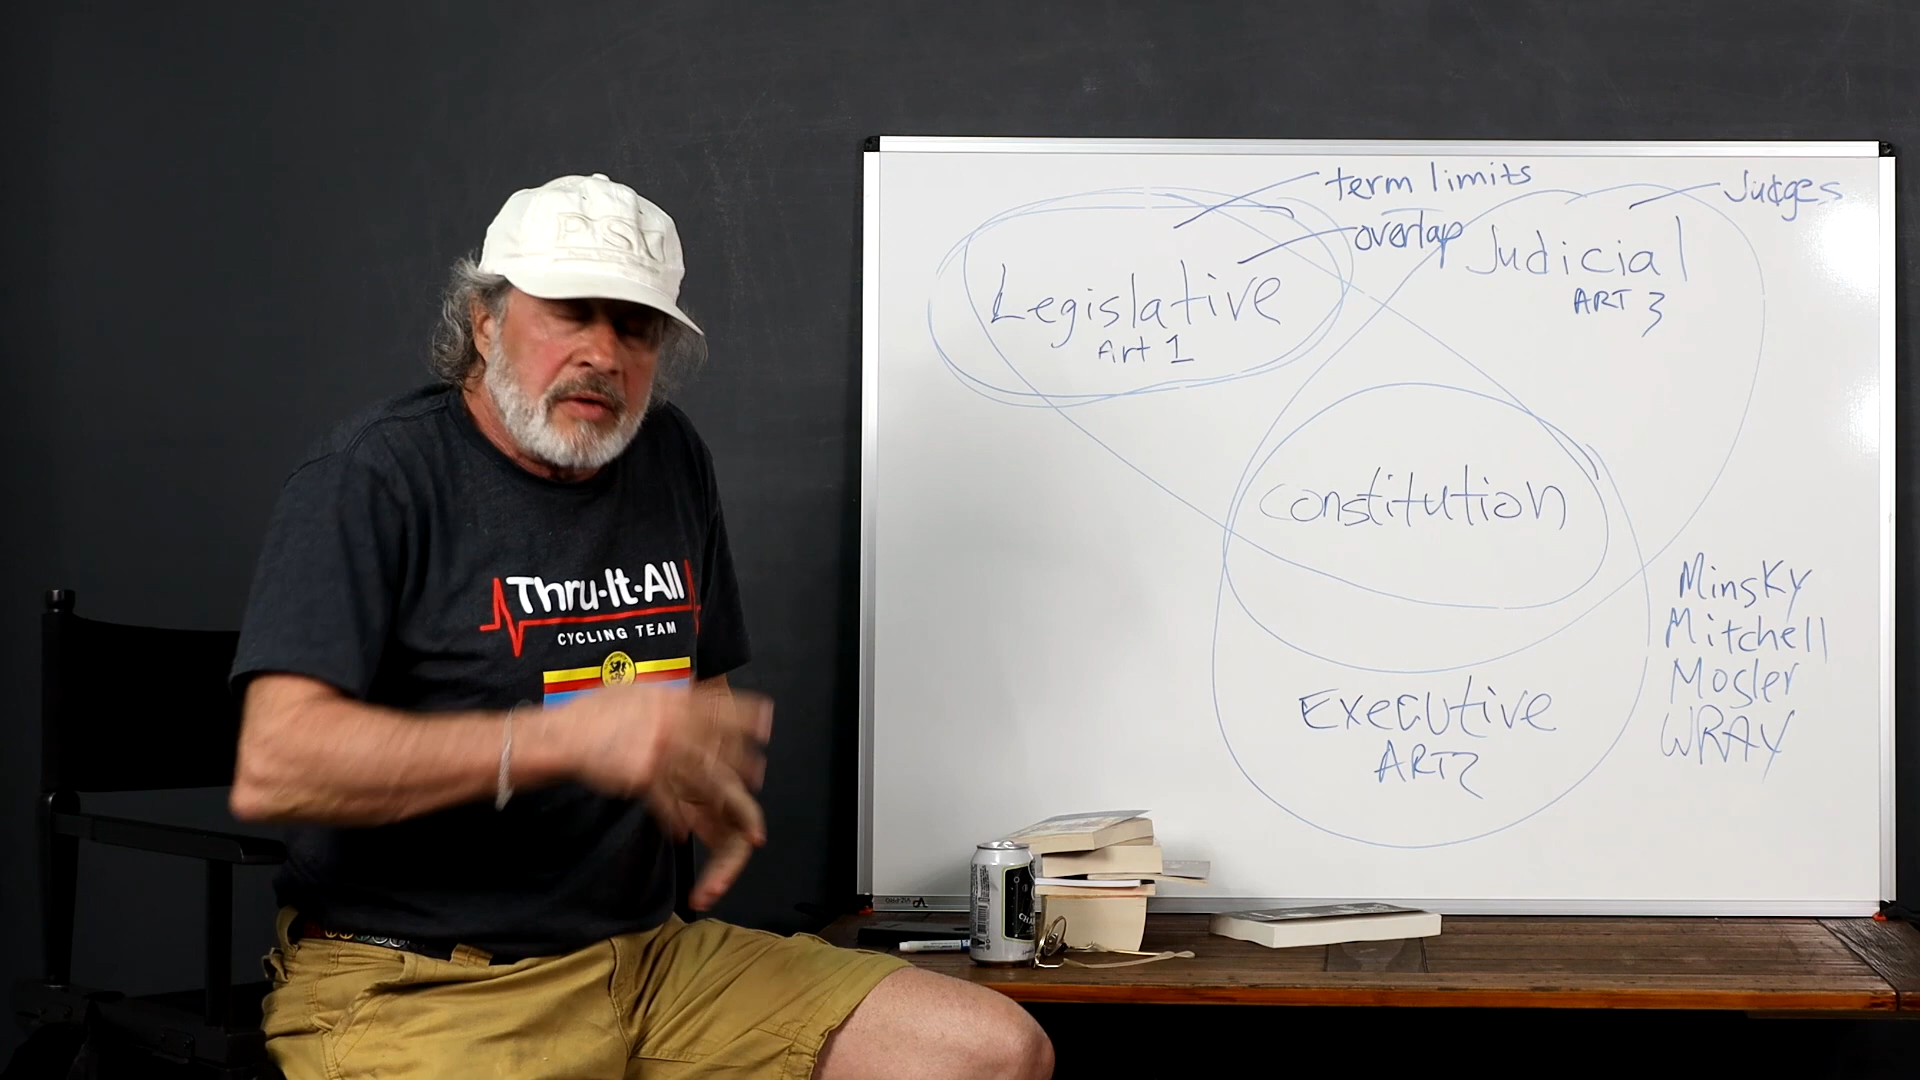 Thru-It-All
CYCLING TEAM
term limits
overlap
Judges
Legislative
Art 1
Judicial
ART 3
Constitution
Executive
ART 2
Minsky
Mitchell
Mosler
WRAY